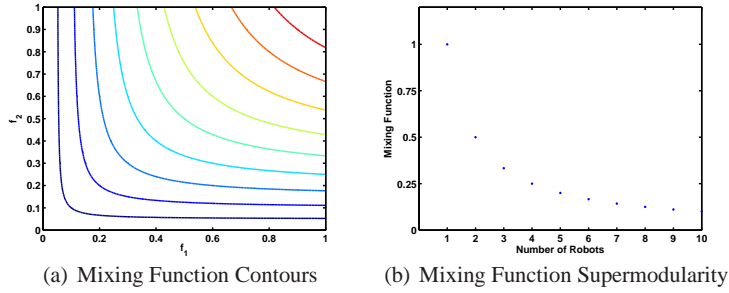 1
0.9
0.8
0.7
0.6
0.5
0.4
0.3
0.2
0.1
0
f2
0 0.2 0.4 0.6 0.8 1
f1
(a) Mixing Function Contours
1
0.75
0.5
0.25
0
Mixing Function
1 2 3 4 5 6 7 8 9 10
Number of Robots
(b) Mixing Function Supermodularity